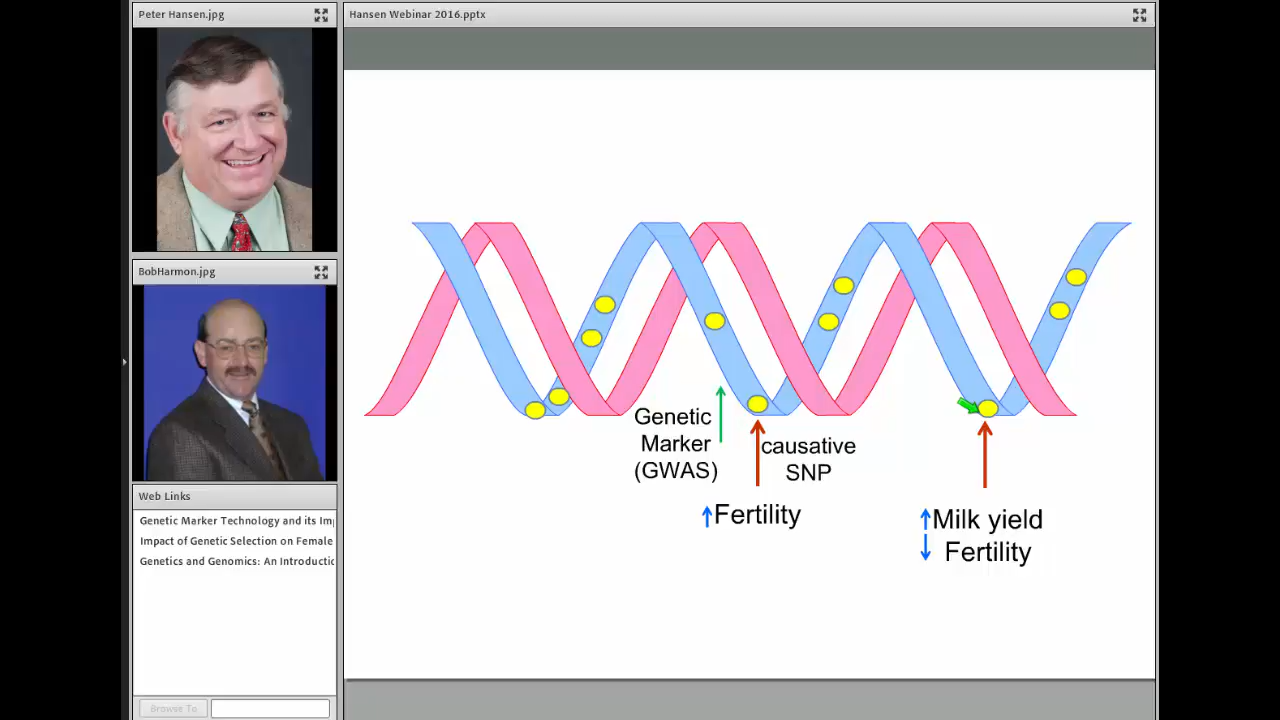 Peter Hansen.jpg
Hansen Webinar 2016.pptx
BobHarmon.jpg
Web Links
Genetic Marker Technology and its Im
Impact of Genetic Selection on Female
Genetics and Genomics: An Introductio
Browse To
Genetic
Marker
(GWAS)
causative
SNP
Fertility
Milk yield
Fertility